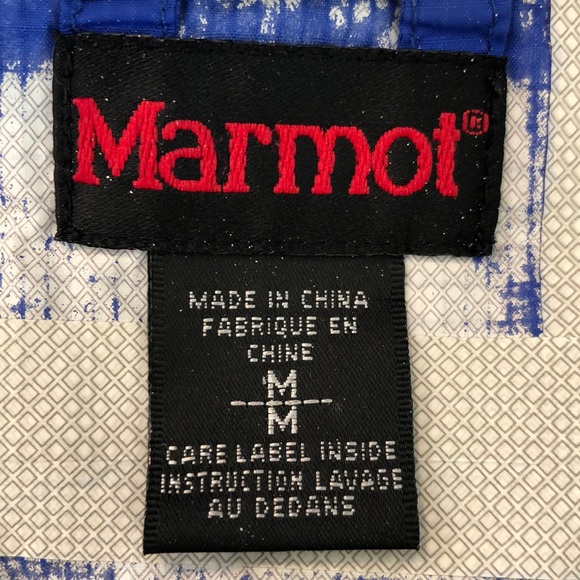 Marmot®
MADE IN CHINA
FABRIQUE EN
CHINE
M
M
CARE LABEL INSIDE
INSTRUCTION LAVAGE
AU DEDANS